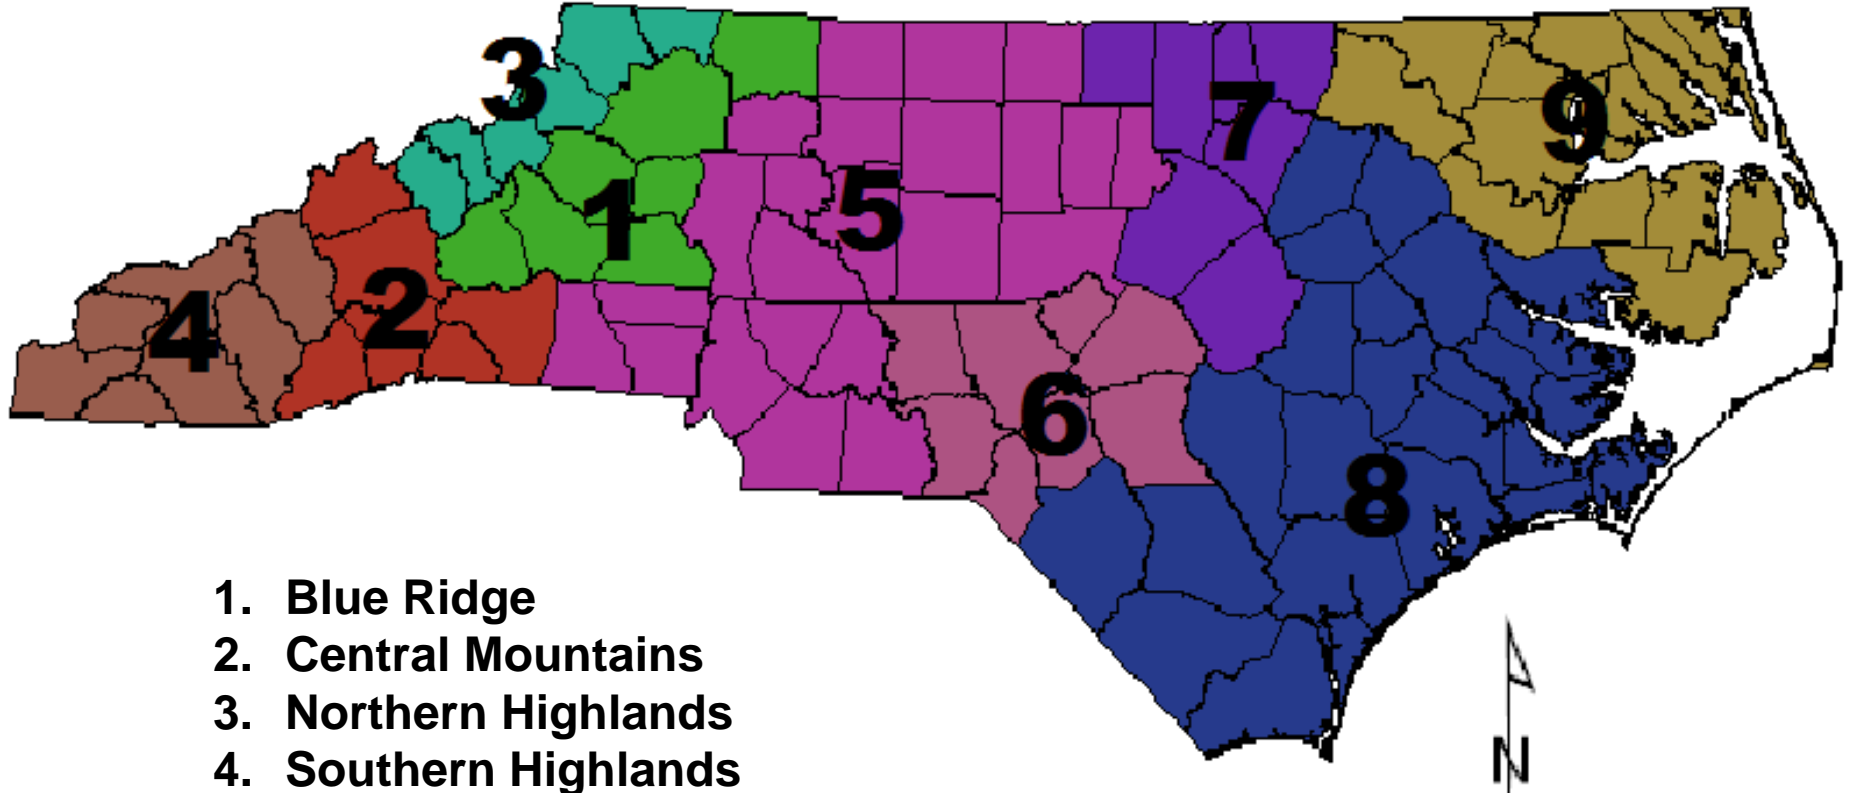 3
7
9
1
5
4
2
6
8
1. Blue Ridge
2. Central Mountains
3. Northern Highlands
4. Southern Highlands
N